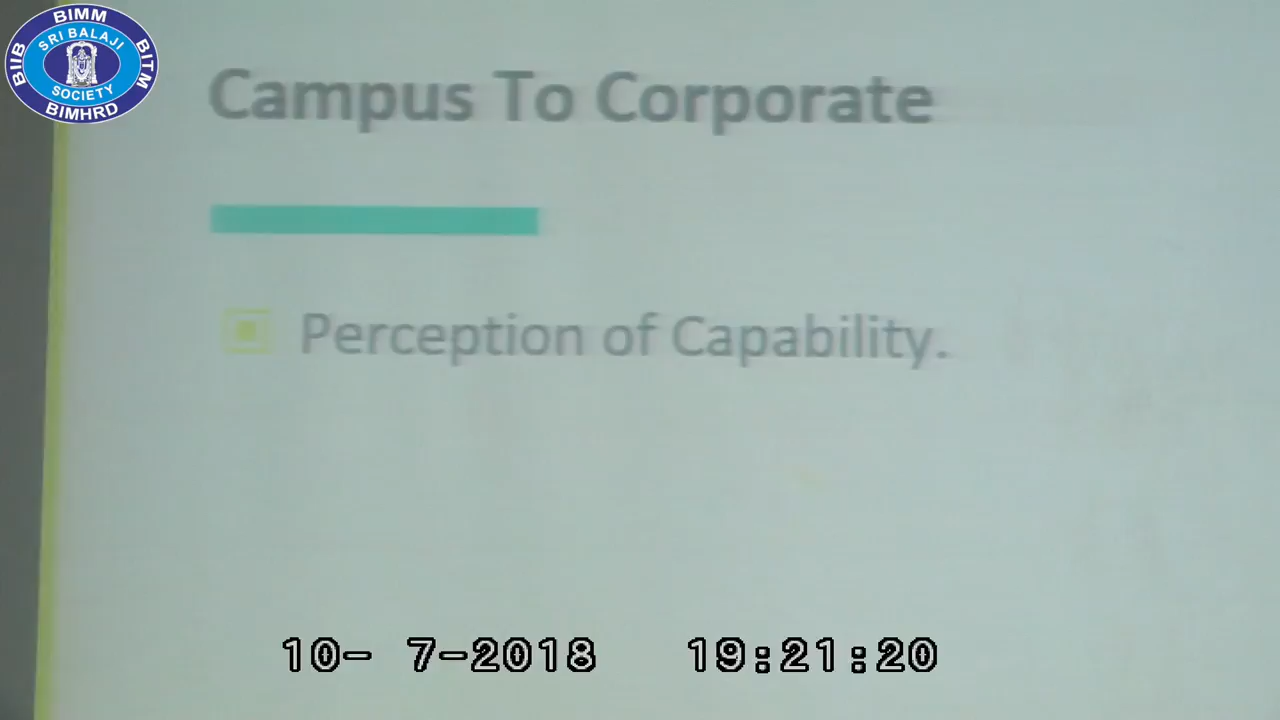 BIMM
SRI BALAJI
BIIB
BITM
SOCIETY
BIMHRD
Campus To Corporate
Perception of Capability.
10- 7-2018 19:21:20